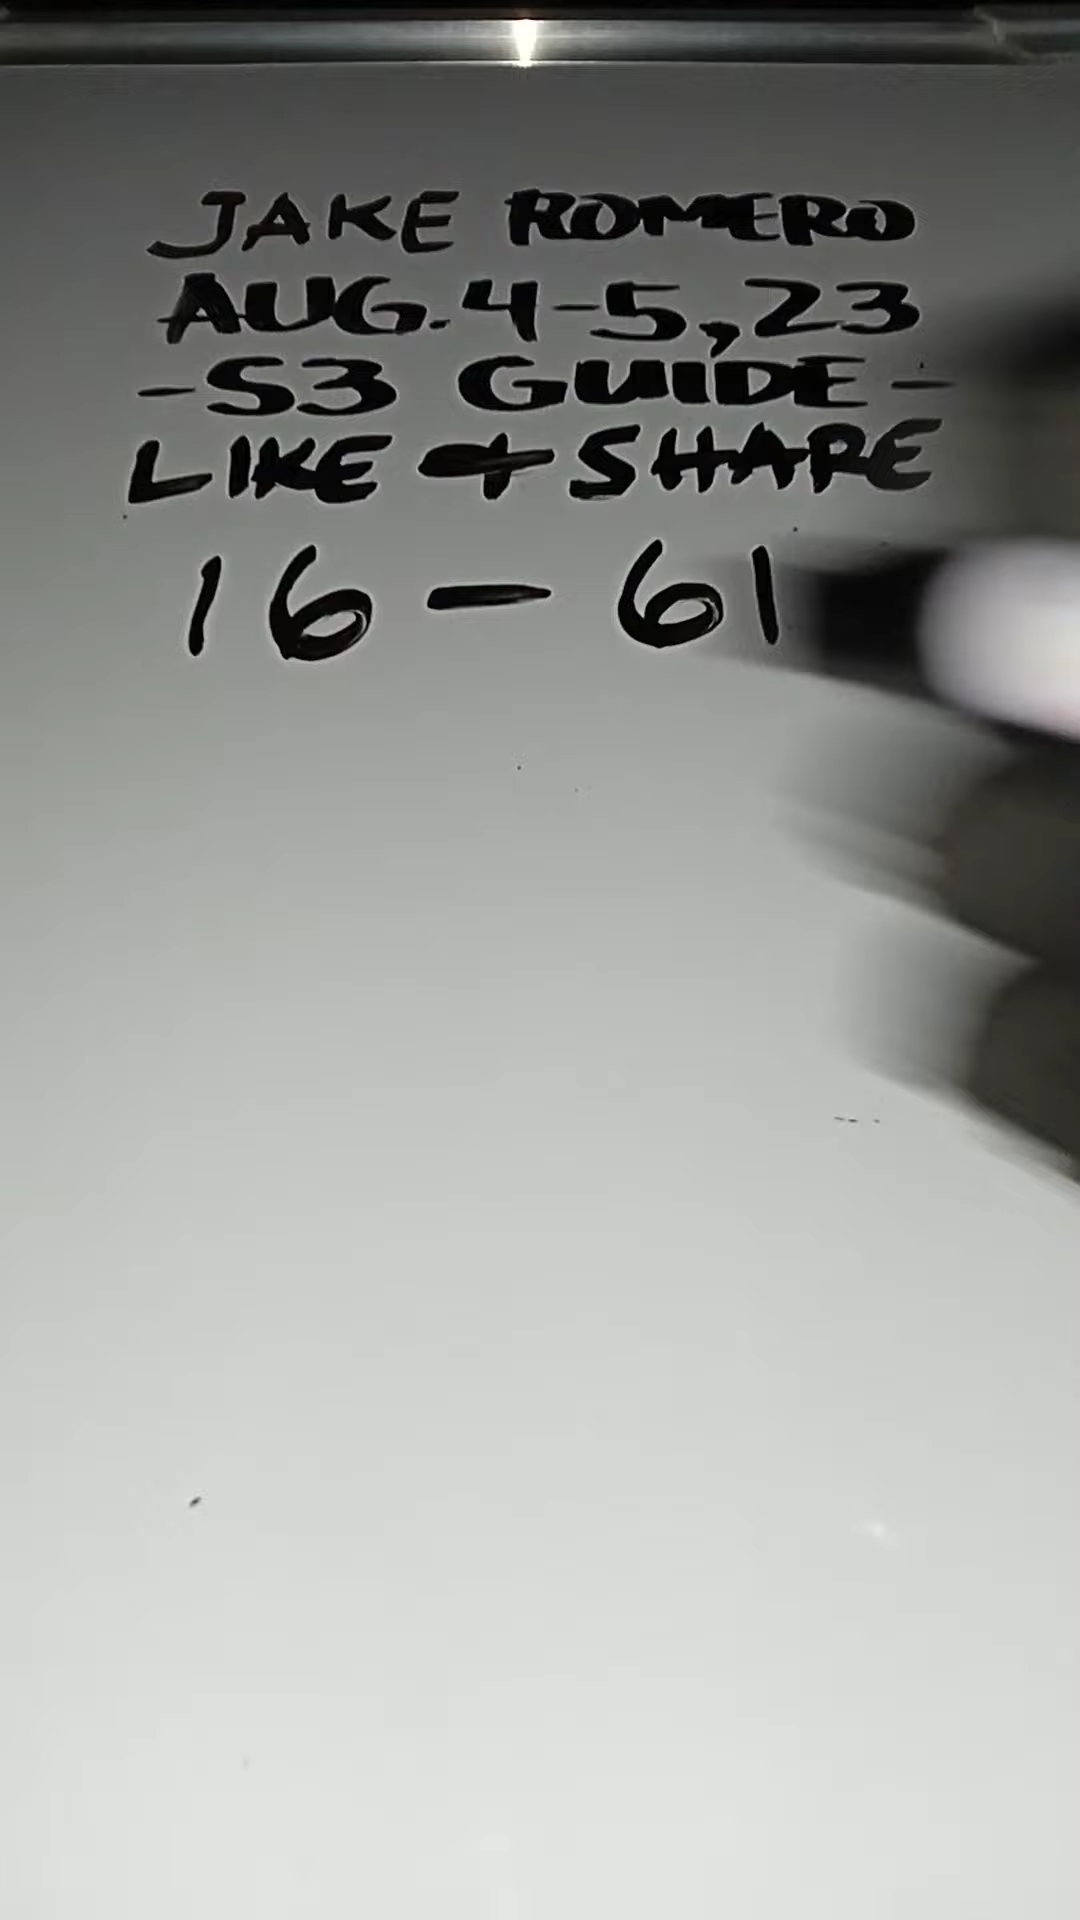 JAKE ROMERO
AUG. 4-5, 23
- S3 GUIDE -
LIKE & SHARE
16 - 61